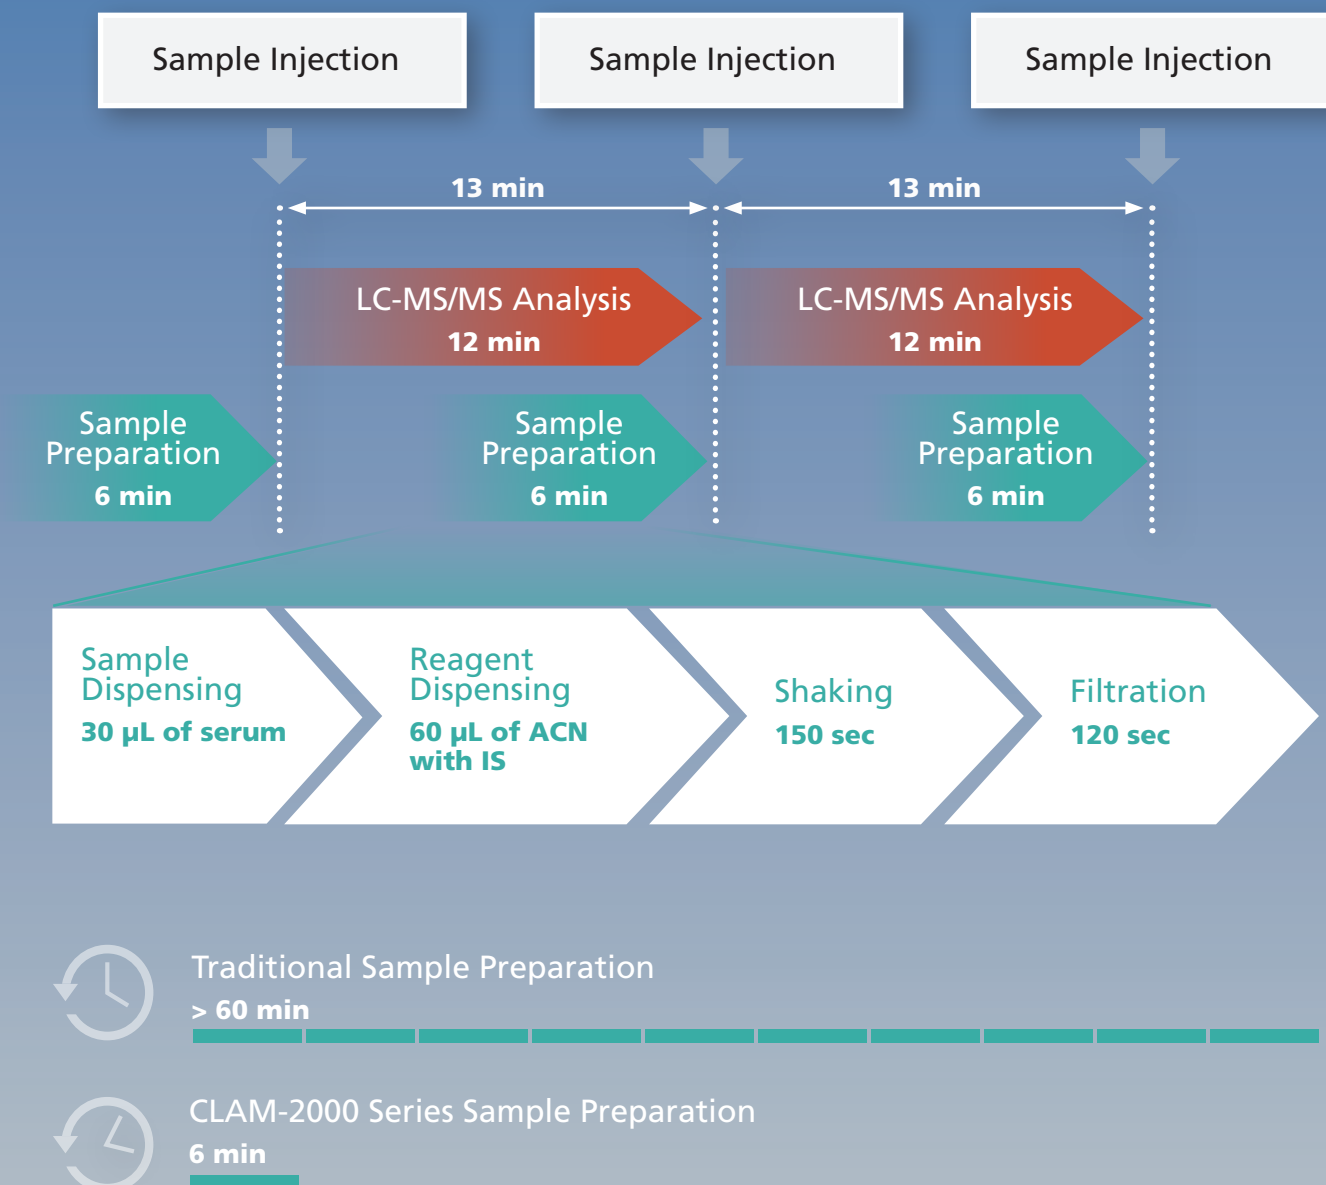 Sample Injection
Sample Injection
Sample Injection
13 min
13 min
LC-MS/MS Analysis
12 min
LC-MS/MS Analysis
12 min
Sample
Preparation
6 min
Sample
Preparation
6 min
Sample
Preparation
6 min
Sample
Dispensing
30 µL of serum
Reagent
Dispensing
60 µL of ACN
with IS
Shaking
150 sec
Filtration
120 sec
Traditional Sample Preparation
> 60 min
CLAM-2000 Series Sample Preparation
6 min